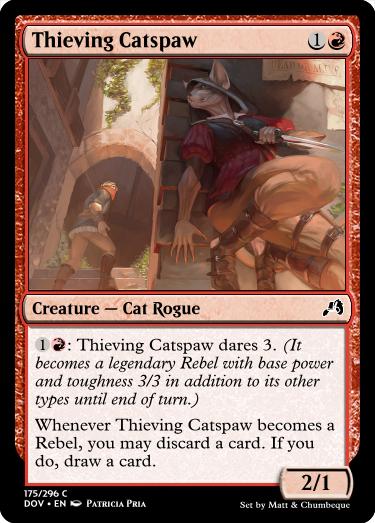 Thieving Catspaw 1
Creature — Cat Rogue
1: Thieving Catspaw dares 3. (It
becomes a legendary Rebel with base power
and toughness 3/3 in addition to its other
types until end of turn.)
Whenever Thieving Catspaw becomes a
Rebel, you may discard a card. If you
do, draw a card.
2/1
175/296 C
DOV • EN Patricia Pria
Set by Matt & Chumbeque